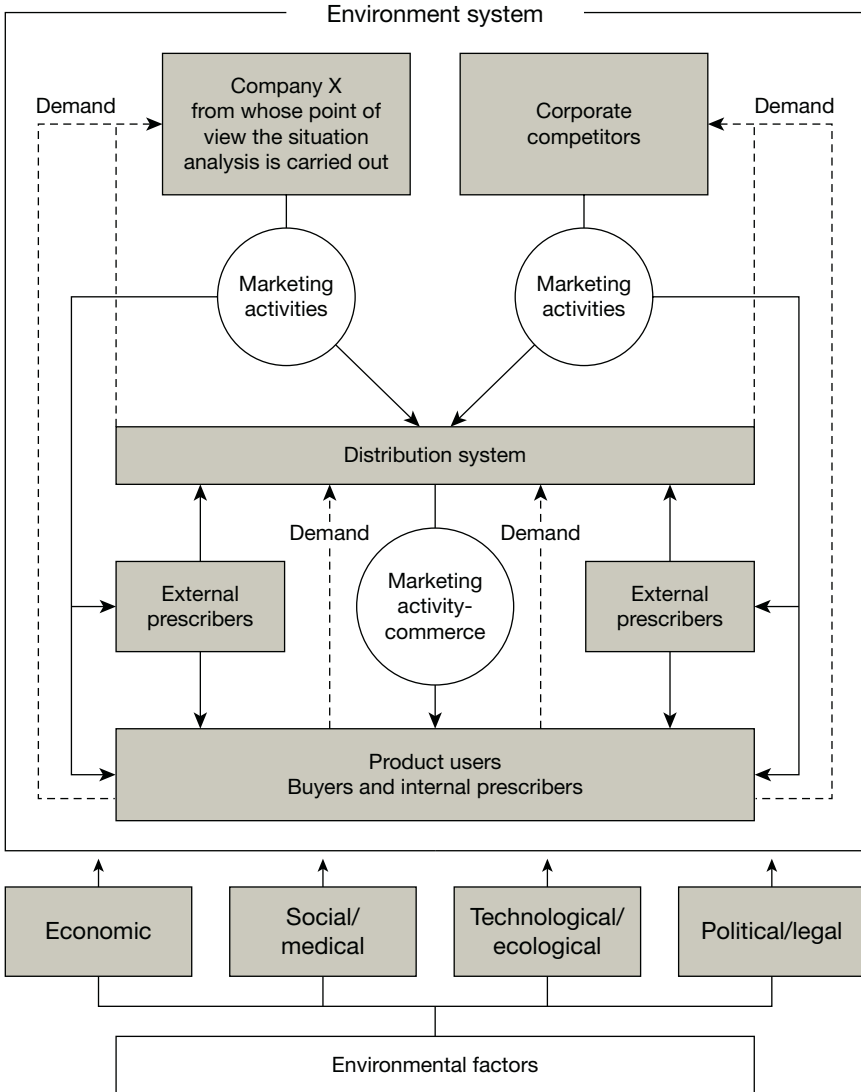 Environment system
Demand
Company X
from whose point of
view the situation
analysis is carried out
Corporate
competitors
Demand
Marketing
activities
Marketing
activities
Distribution system
Demand
Demand
External
prescribers
Marketing
activity-
commerce
External
prescribers
Product users
Buyers and internal prescribers
Economic
Social/
medical
Technological/
ecological
Political/legal
Environmental factors